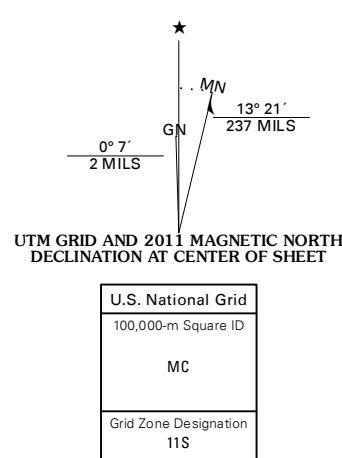 ★
MN
GN
13° 21´
237 MILS
0° 7´
2 MILS
UTM GRID AND 2011 MAGNETIC NORTH
DECLINATION AT CENTER OF SHEET
U.S. National Grid
100,000-m Square ID
MC
Grid Zone Designation
11S